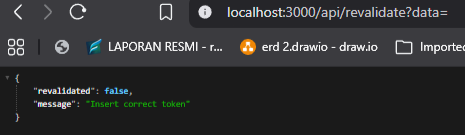 localhost:3000/api/revalidate?data=
LAPORAN RESMI - r... erd 2.drawio - draw.io Imported
{
"revalidated": false,
"message": "Insert correct token"
}